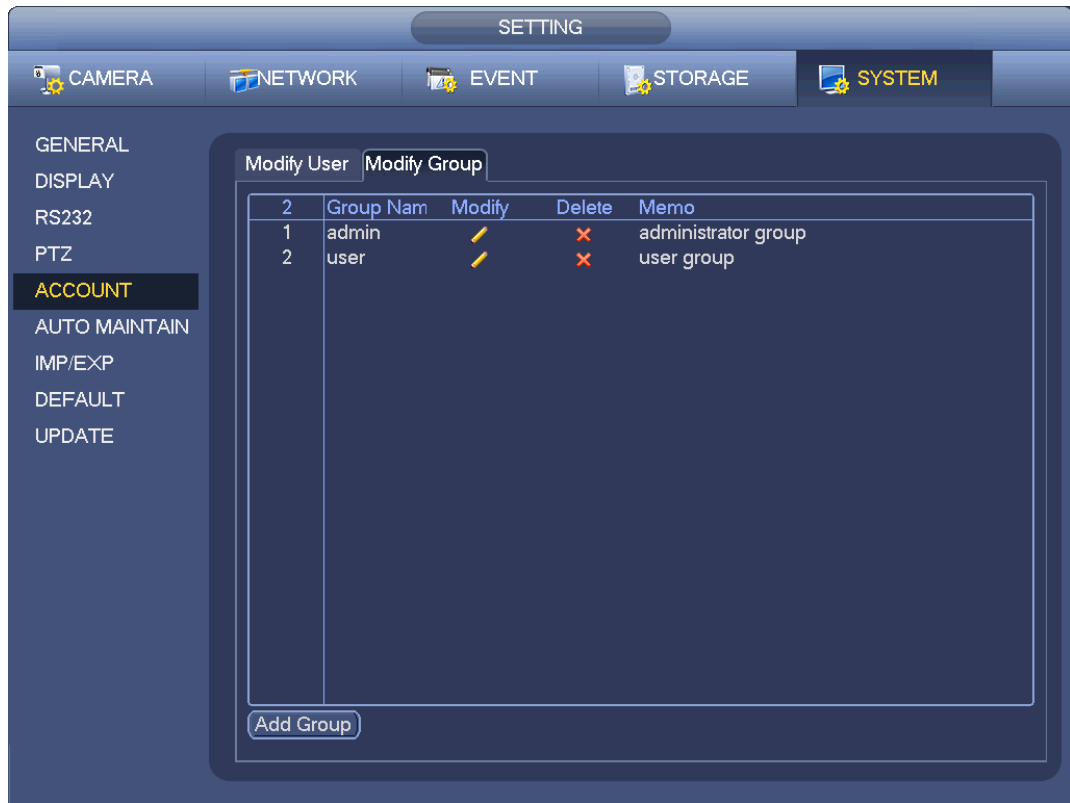 SETTING
CAMERA NETWORK EVENT STORAGE SYSTEM
GENERAL
DISPLAY
RS232
PTZ
ACCOUNT
AUTO MAINTAIN
IMP/EXP
DEFAULT
UPDATE
Modify User Modify Group
2 Group Nam Modify Delete Memo
1 admin administrator group
2 user user group
Add Group